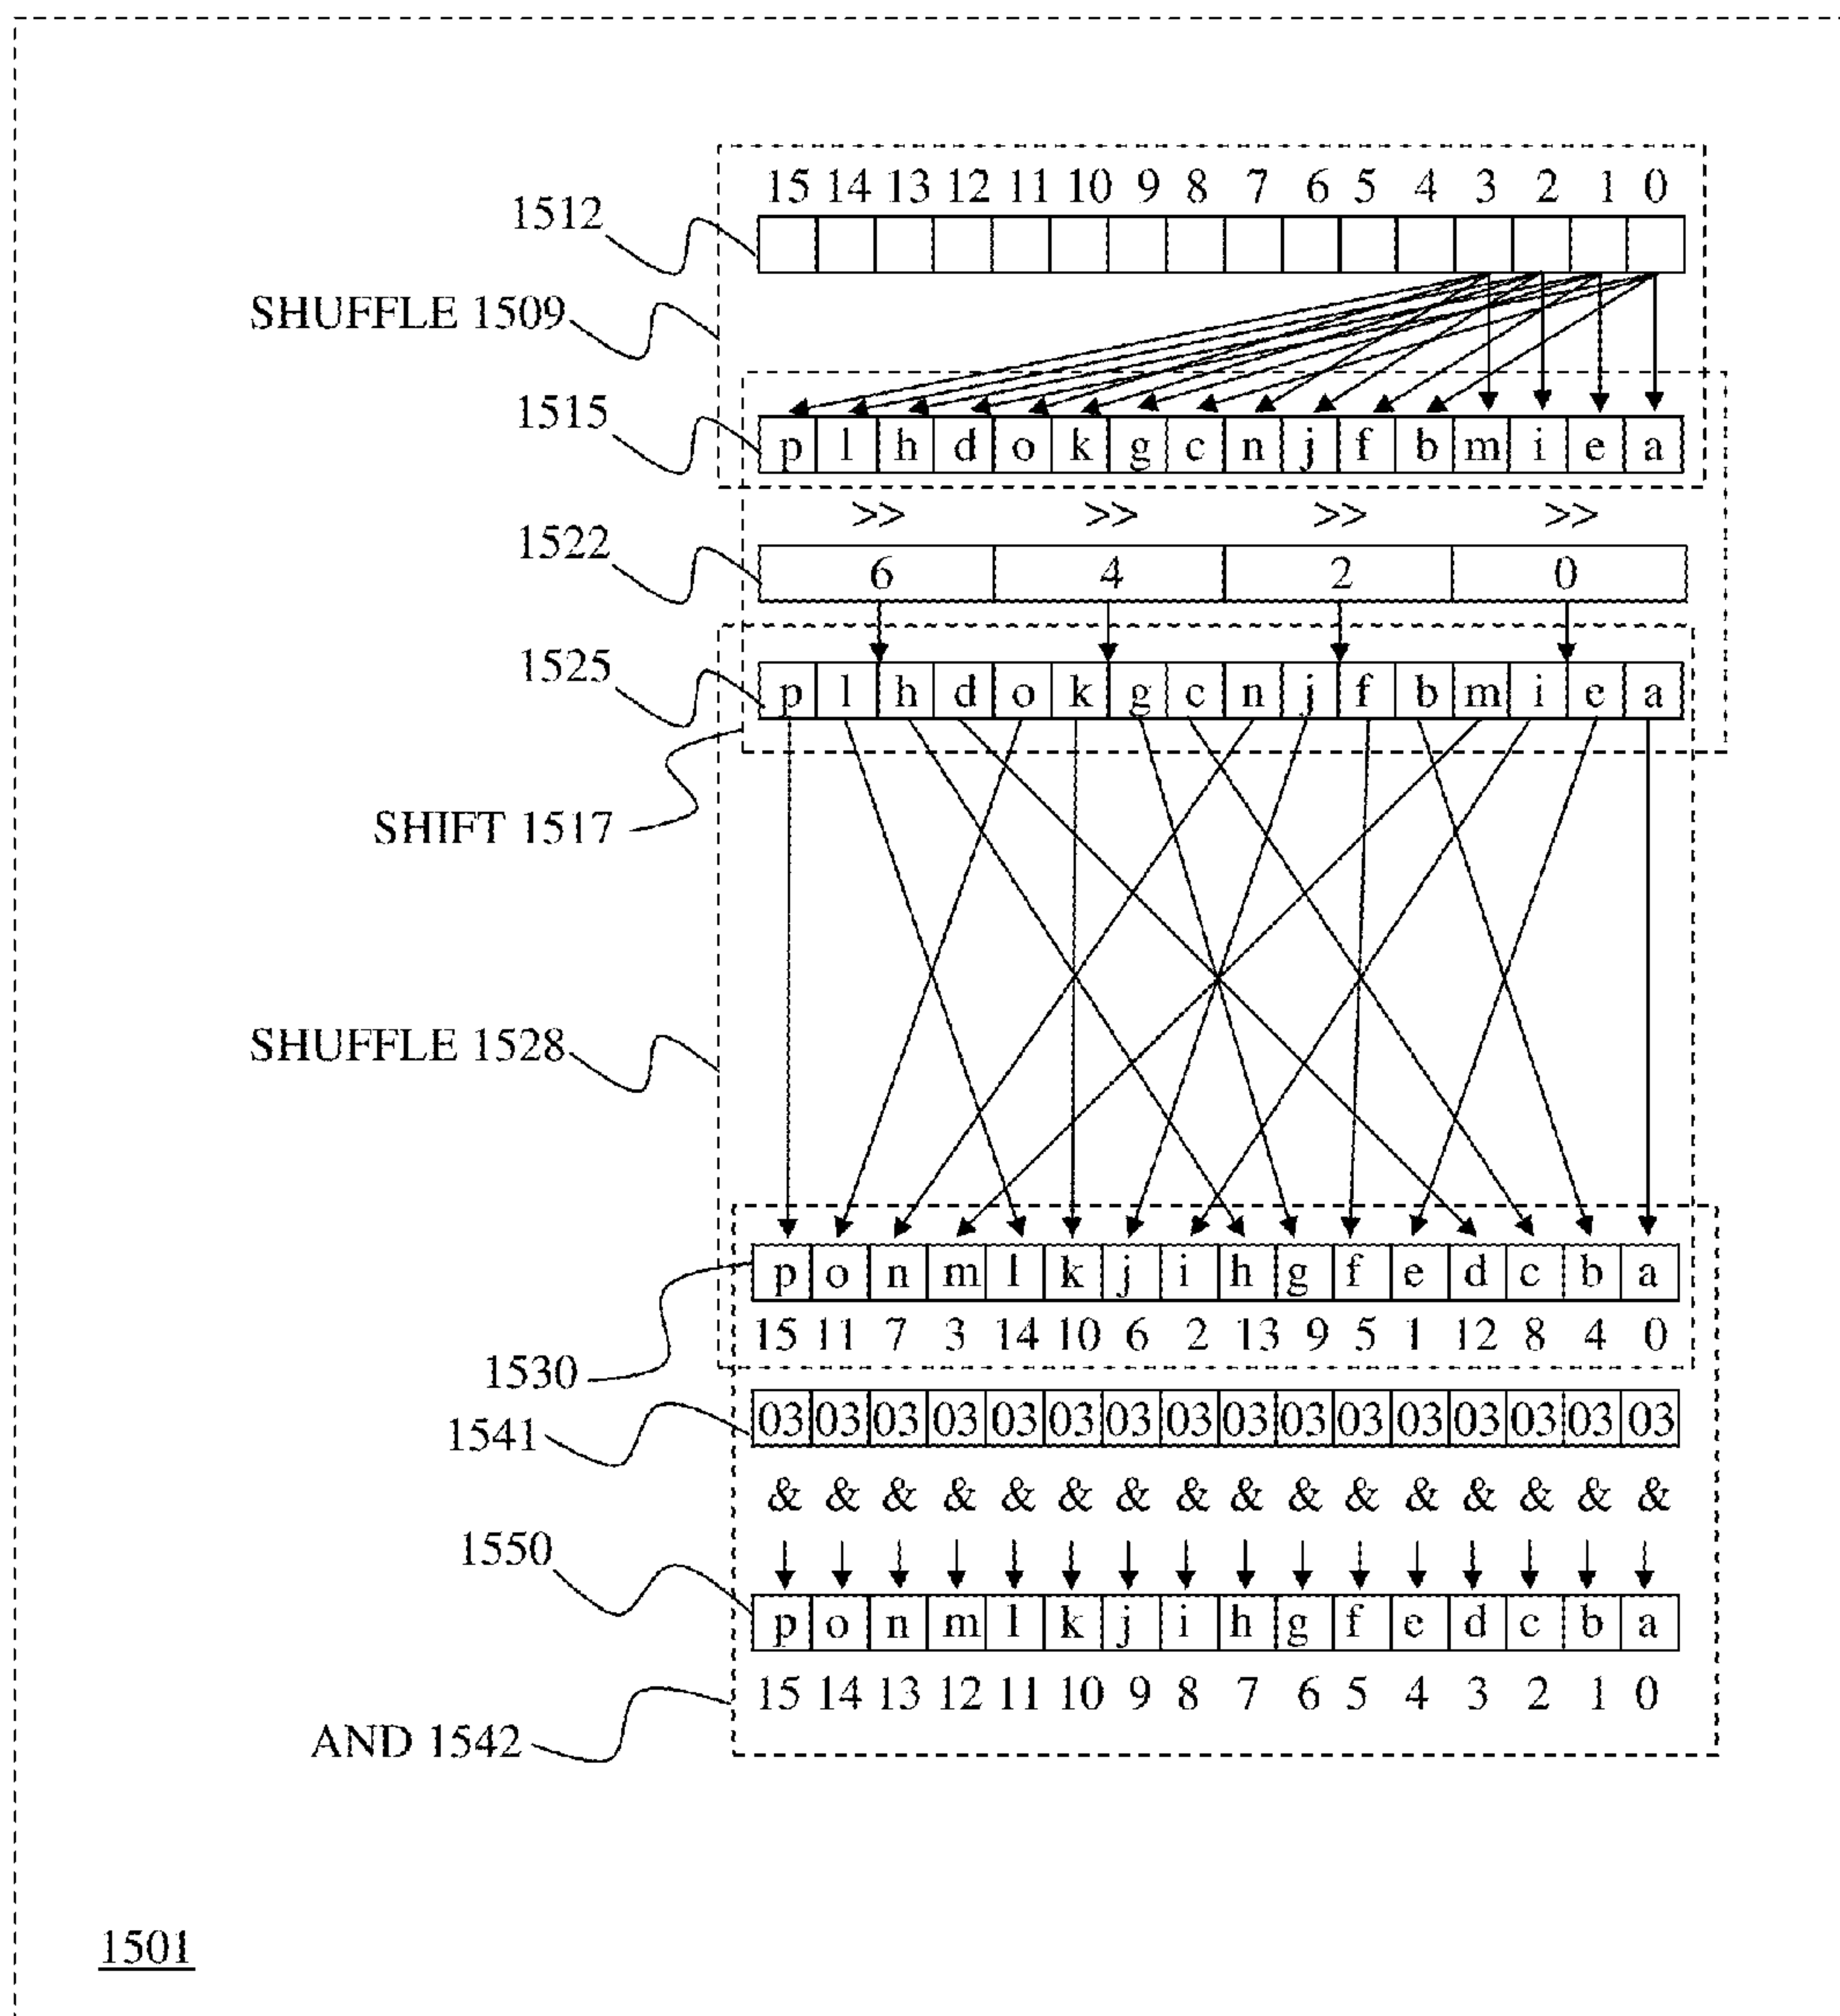 15 14 13 12 11 10 9 8 7 6 5 4 3 2 1 0
1512
SHUFFLE 1509
1515
p l h d o k g c n j f b m i e a
>> >> >> >>
1522
6 4 2 0
1525
p l h d o k g c n j f b m i e a
SHIFT 1517
SHUFFLE 1528
p o n m l k j i h g f e d c b a
15 11 7 3 14 10 6 2 13 9 5 1 12 8 4 0
1530
03 03 03 03 03 03 03 03 03 03 03 03 03 03 03 03
1541
& & & & & & & & & & & & & & & &
1550
p o n m l k j i h g f e d c b a
15 14 13 12 11 10 9 8 7 6 5 4 3 2 1 0
AND 1542
1501